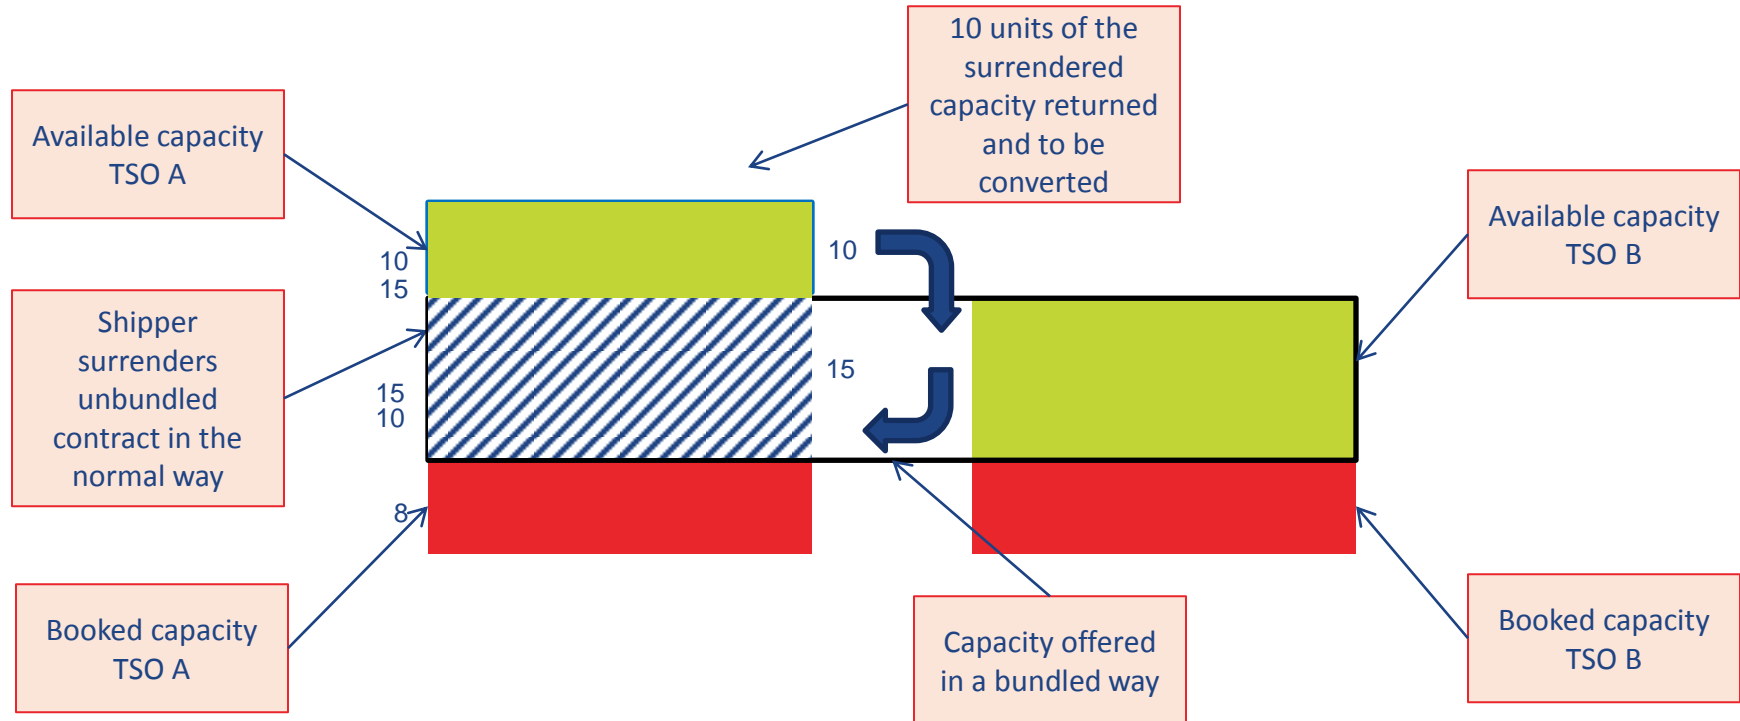 10 units of the
surrendered
capacity returned
and to be
converted
Available capacity
TSO A
Available capacity
TSO B
10
15
10
Shipper
surrenders
unbundled
contract in the
normal way
15
10
15
8
Booked capacity
TSO A
Capacity offered
in a bundled way
Booked capacity
TSO B